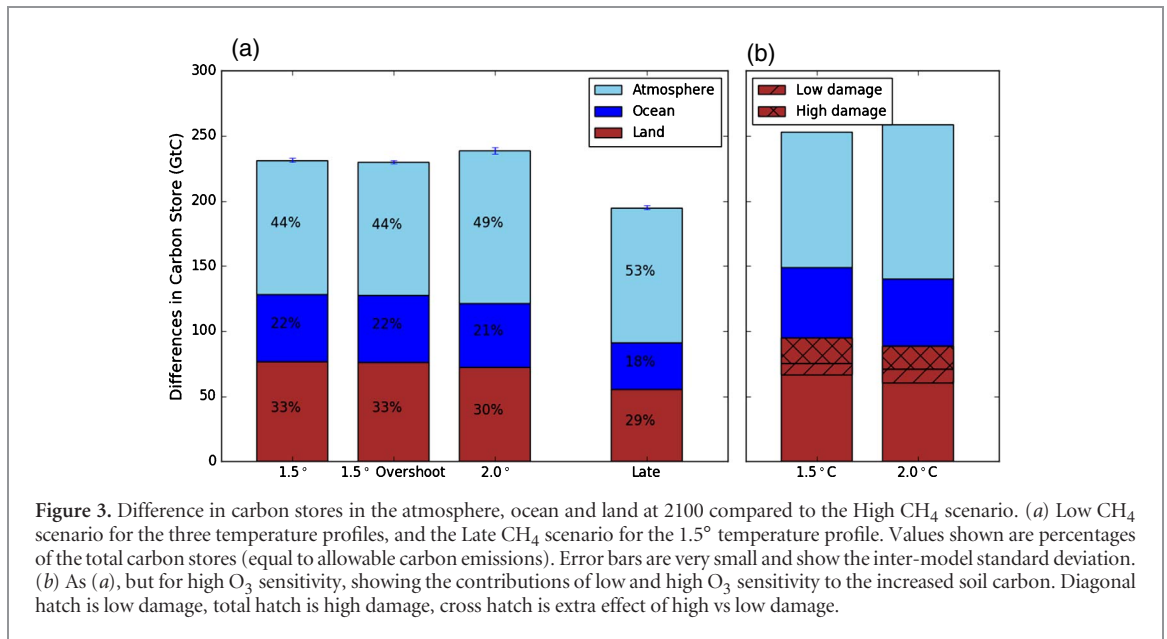 (a)
(b)
300
250
200
150
100
50
0
Differences in Carbon Store (GtC)
Atmosphere
Ocean
Land
Low damage
High damage
44%
44%
49%
53%
22%
22%
21%
18%
33%
33%
30%
29%
1.5°
1.5° Overshoot
2.0°
Late
1.5°C
2.0°C
Figure 3. Difference in carbon stores in the atmosphere, ocean and land at 2100 compared to the High CH₄ scenario. (a) Low CH₄
scenario for the three temperature profiles, and the Late CH₄ scenario for the 1.5° temperature profile. Values shown are percentages
of the total carbon stores (equal to allowable carbon emissions). Error bars are very small and show the inter-model standard deviation.
(b) As (a), but for high O₃ sensitivity, showing the contributions of low and high O₃ sensitivity to the increased soil carbon. Diagonal
hatch is low damage, total hatch is high damage, cross hatch is extra effect of high vs low damage.